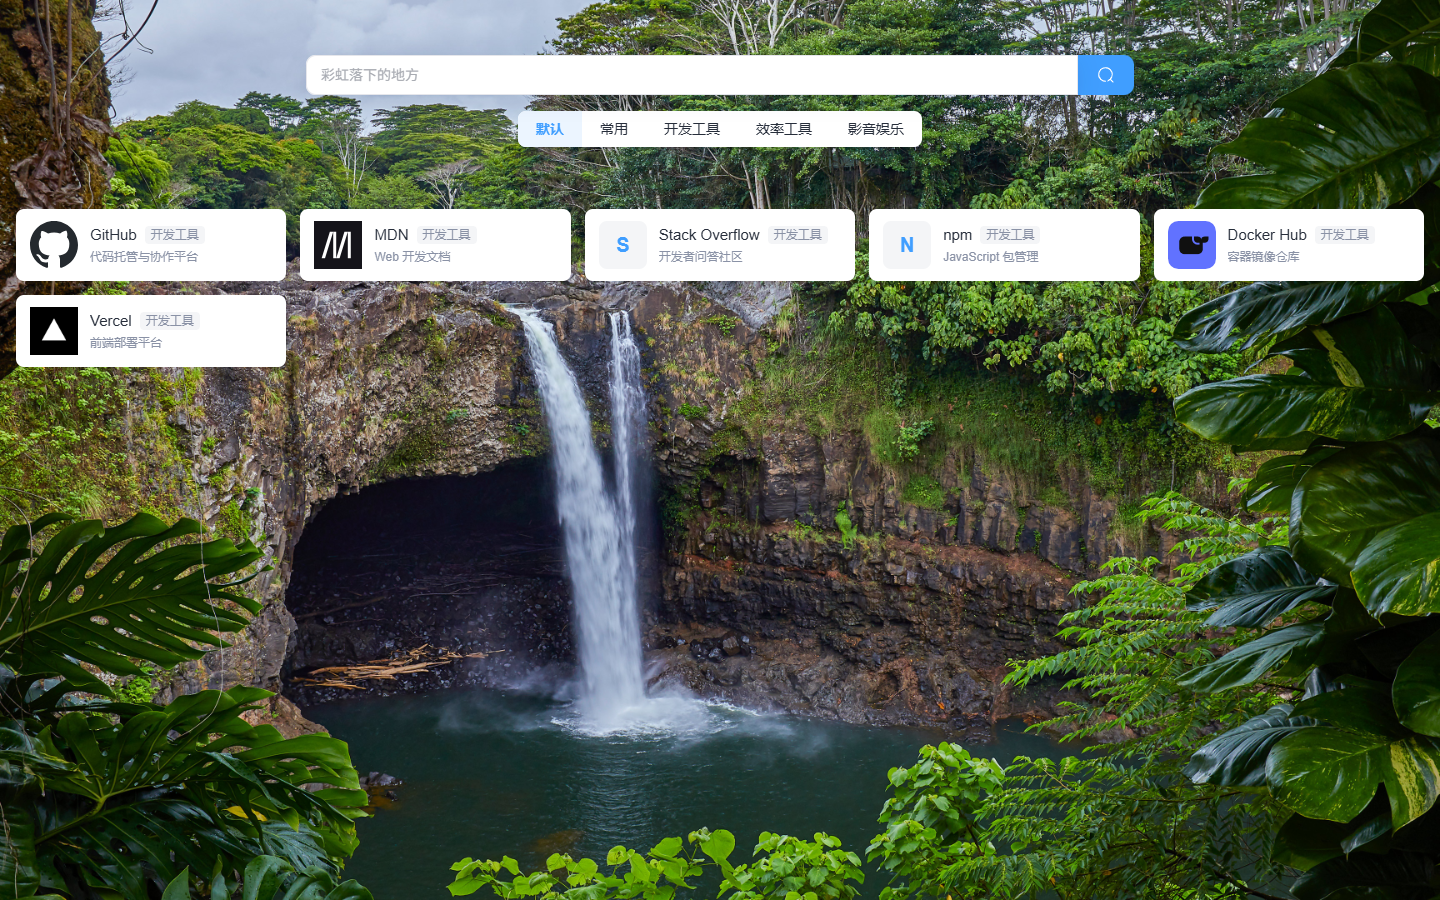 彩虹落下的地方
默认 常用 开发工具 效率工具 影音娱乐
GitHub 开发工具
代码托管与协作平台
MDN 开发工具
Web 开发文档
S
Stack Overflow 开发工具
开发者问答社区
N
npm 开发工具
JavaScript 包管理
Docker Hub 开发工具
容器镜像仓库
Vercel 开发工具
前端部署平台